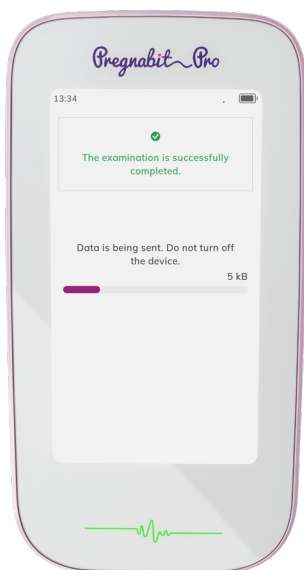 Pregnabit Pro
13:34
The examination is successfully
completed.
Data is being sent. Do not turn off
the device.
5 kB